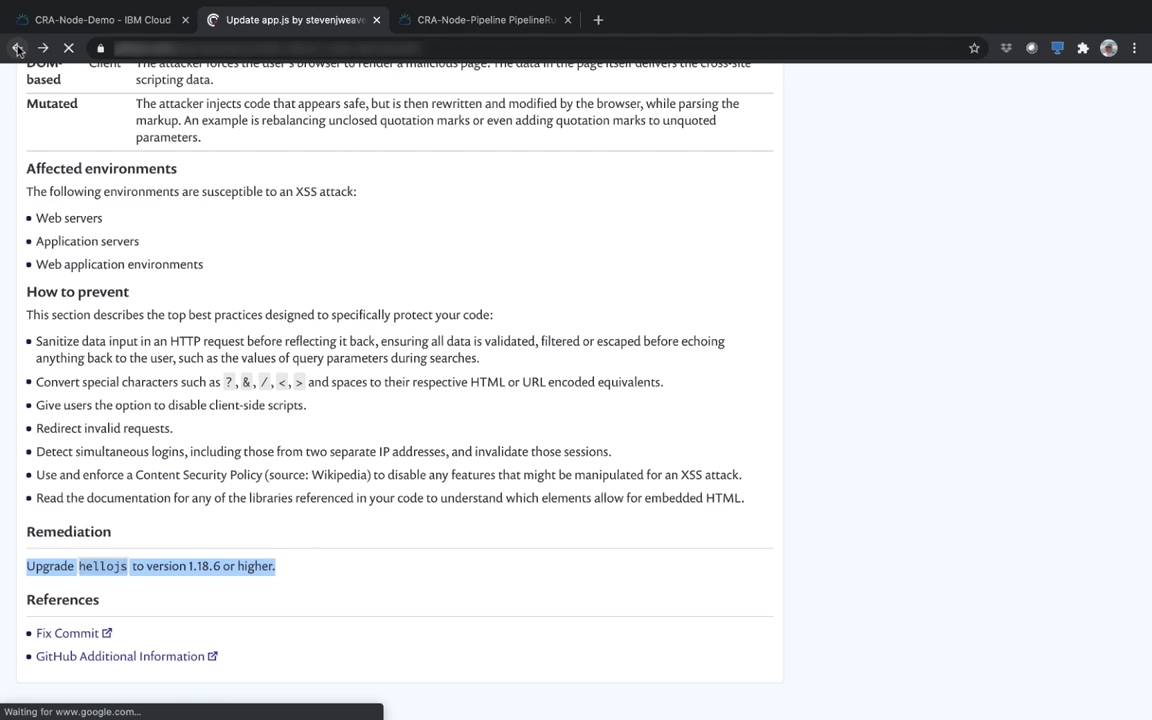 CRA-Node-Demo - IBM Cloud
Update app.js by stevenjweave
CRA-Node-Pipeline PipelineRu
DOM- Client The attacker forces the user's browser to render a malicious page. The data in the page itself delivers the cross-site
based scripting data.
Mutated The attacker injects code that appears safe, but is then rewritten and modified by the browser, while parsing the
markup. An example is rebalancing unclosed quotation marks or even adding quotation marks to unquoted
parameters.
Affected environments
The following environments are susceptible to an XSS attack:
Web servers
Application servers
Web application environments
How to prevent
This section describes the top best practices designed to specifically protect your code:
Sanitize data input in an HTTP request before reflecting it back, ensuring all data is validated, filtered or escaped before echoing
anything back to the user, such as the values of query parameters during searches.
Convert special characters such as ? , & , / , < , > and spaces to their respective HTML or URL encoded equivalents.
Give users the option to disable client-side scripts.
Redirect invalid requests.
Detect simultaneous logins, including those from two separate IP addresses, and invalidate those sessions.
Use and enforce a Content Security Policy (source: Wikipedia) to disable any features that might be manipulated for an XSS attack.
Read the documentation for any of the libraries referenced in your code to understand which elements allow for embedded HTML.
Remediation
Upgrade hellojs to version 1.18.6 or higher.
References
Fix Commit
GitHub Additional Information
Waiting for www.google.com...